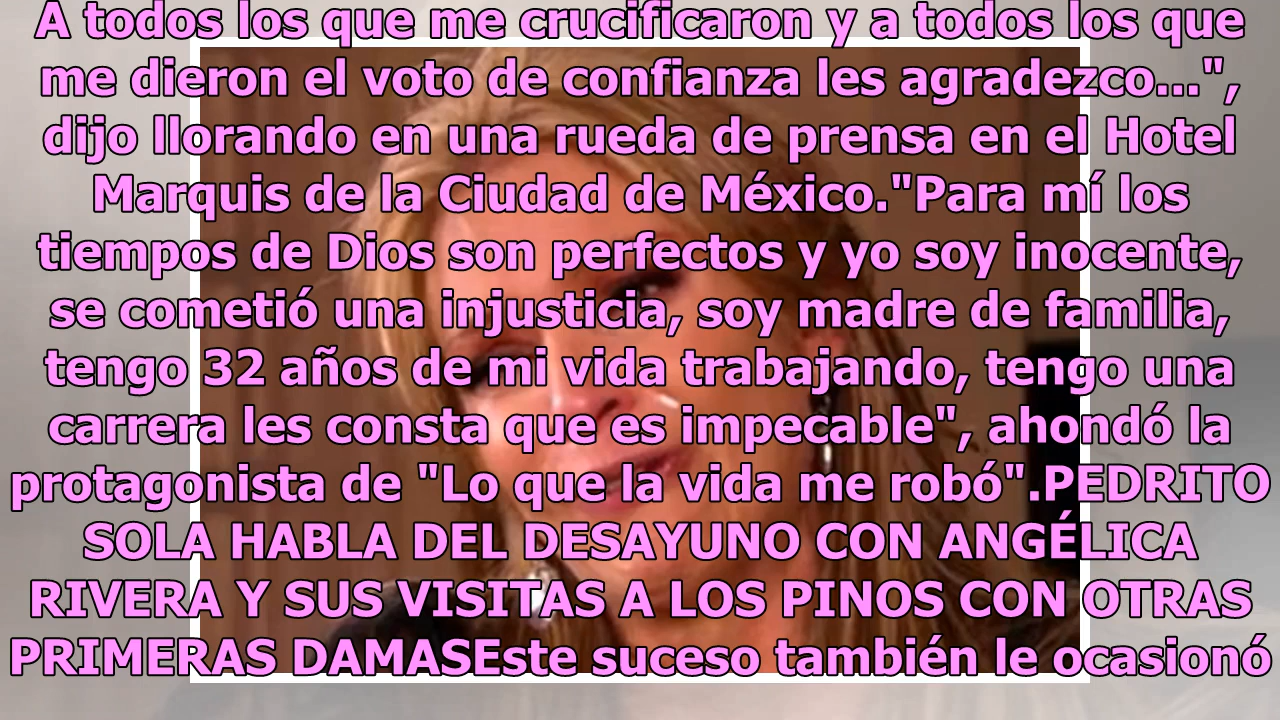 A todos los que me crucificaron y a todos los que
me dieron el voto de confianza les agradezco...",
dijo llorando en una rueda de prensa en el Hotel
Marquis de la Ciudad de México."Para mí los
tiempos de Dios son perfectos y yo soy inocente,
se cometió una injusticia, soy madre de familia,
tengo 32 años de mi vida trabajando, tengo una
carrera les consta que es impecable", ahondó la
protagonista de "Lo que la vida me robó".PEDRITO
SOLA HABLA DEL DESAYUNO CON ANGÉLICA
RIVERA Y SUS VISITAS A LOS PINOS CON OTRAS
PRIMERAS DAMASEste suceso también le ocasionó